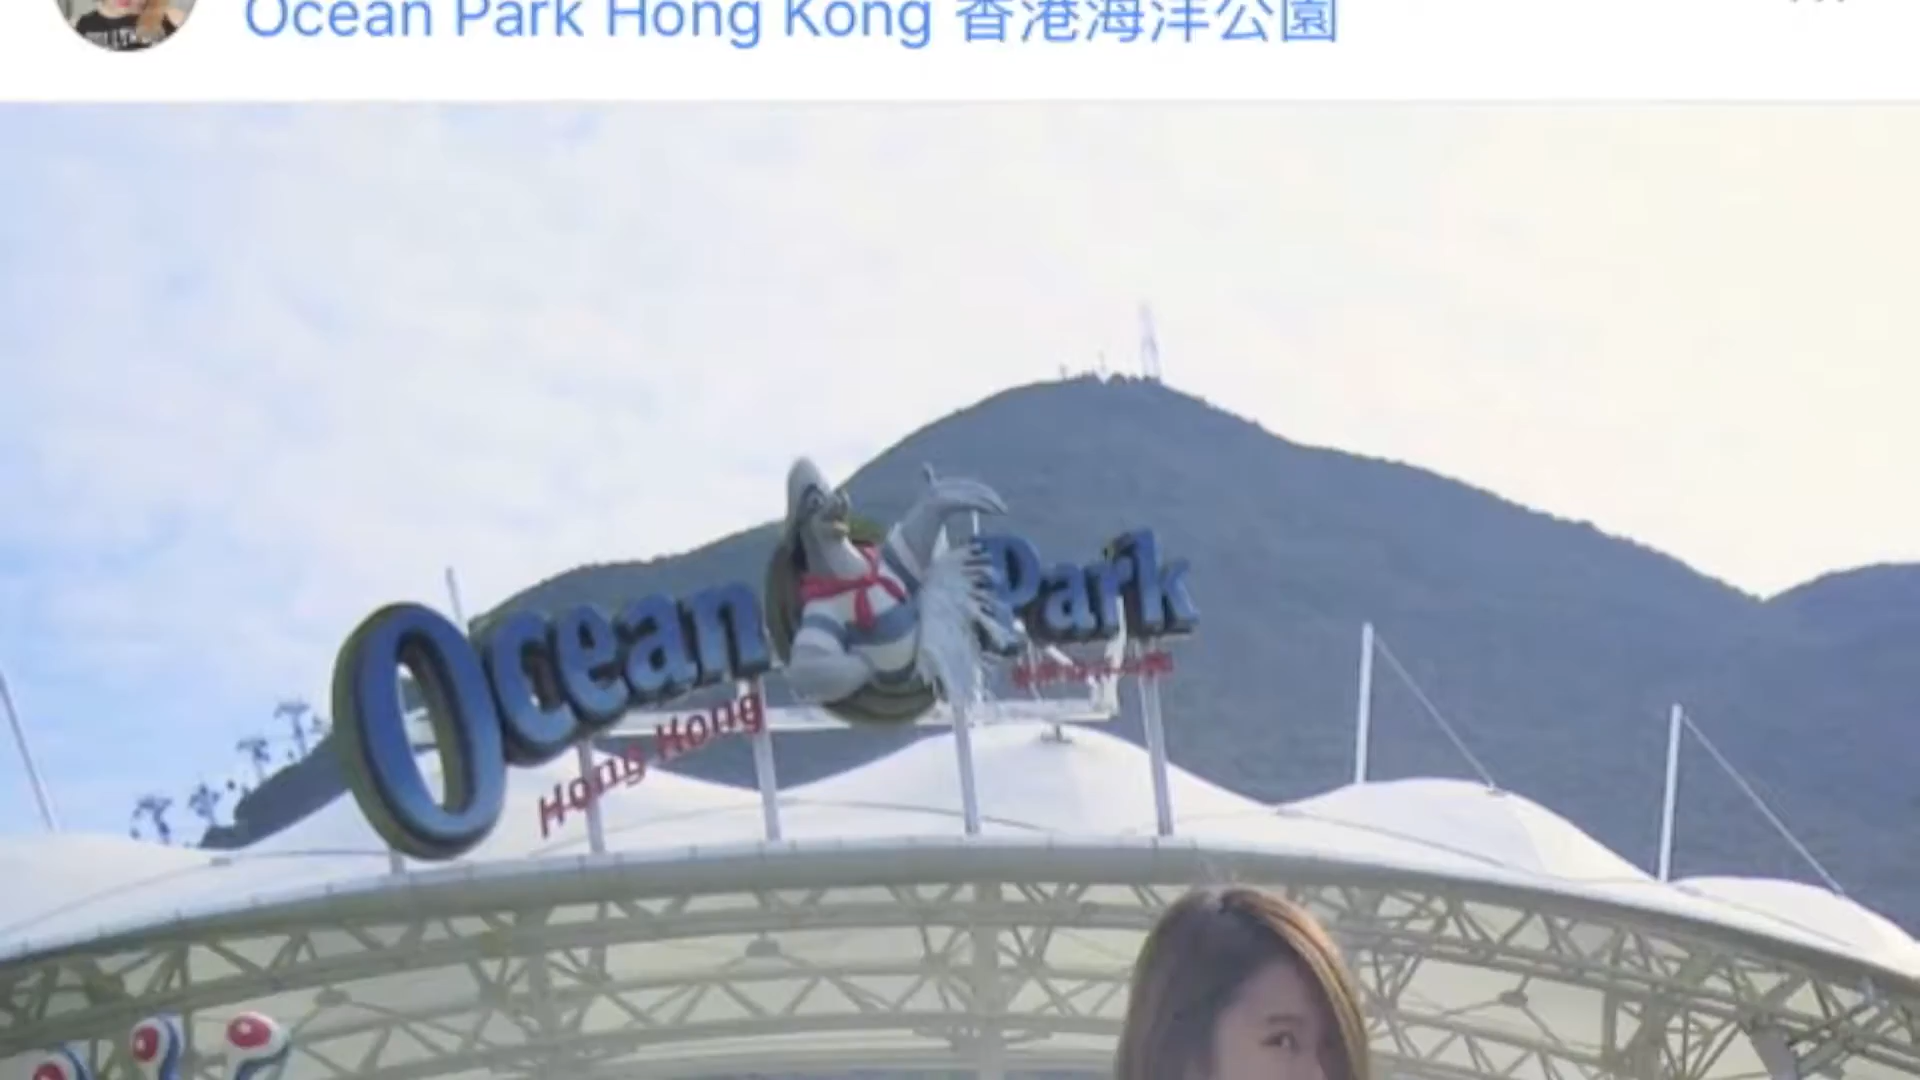 Ocean Park Hong Kong 香港海洋公園
Ocean Park
Hong Kong